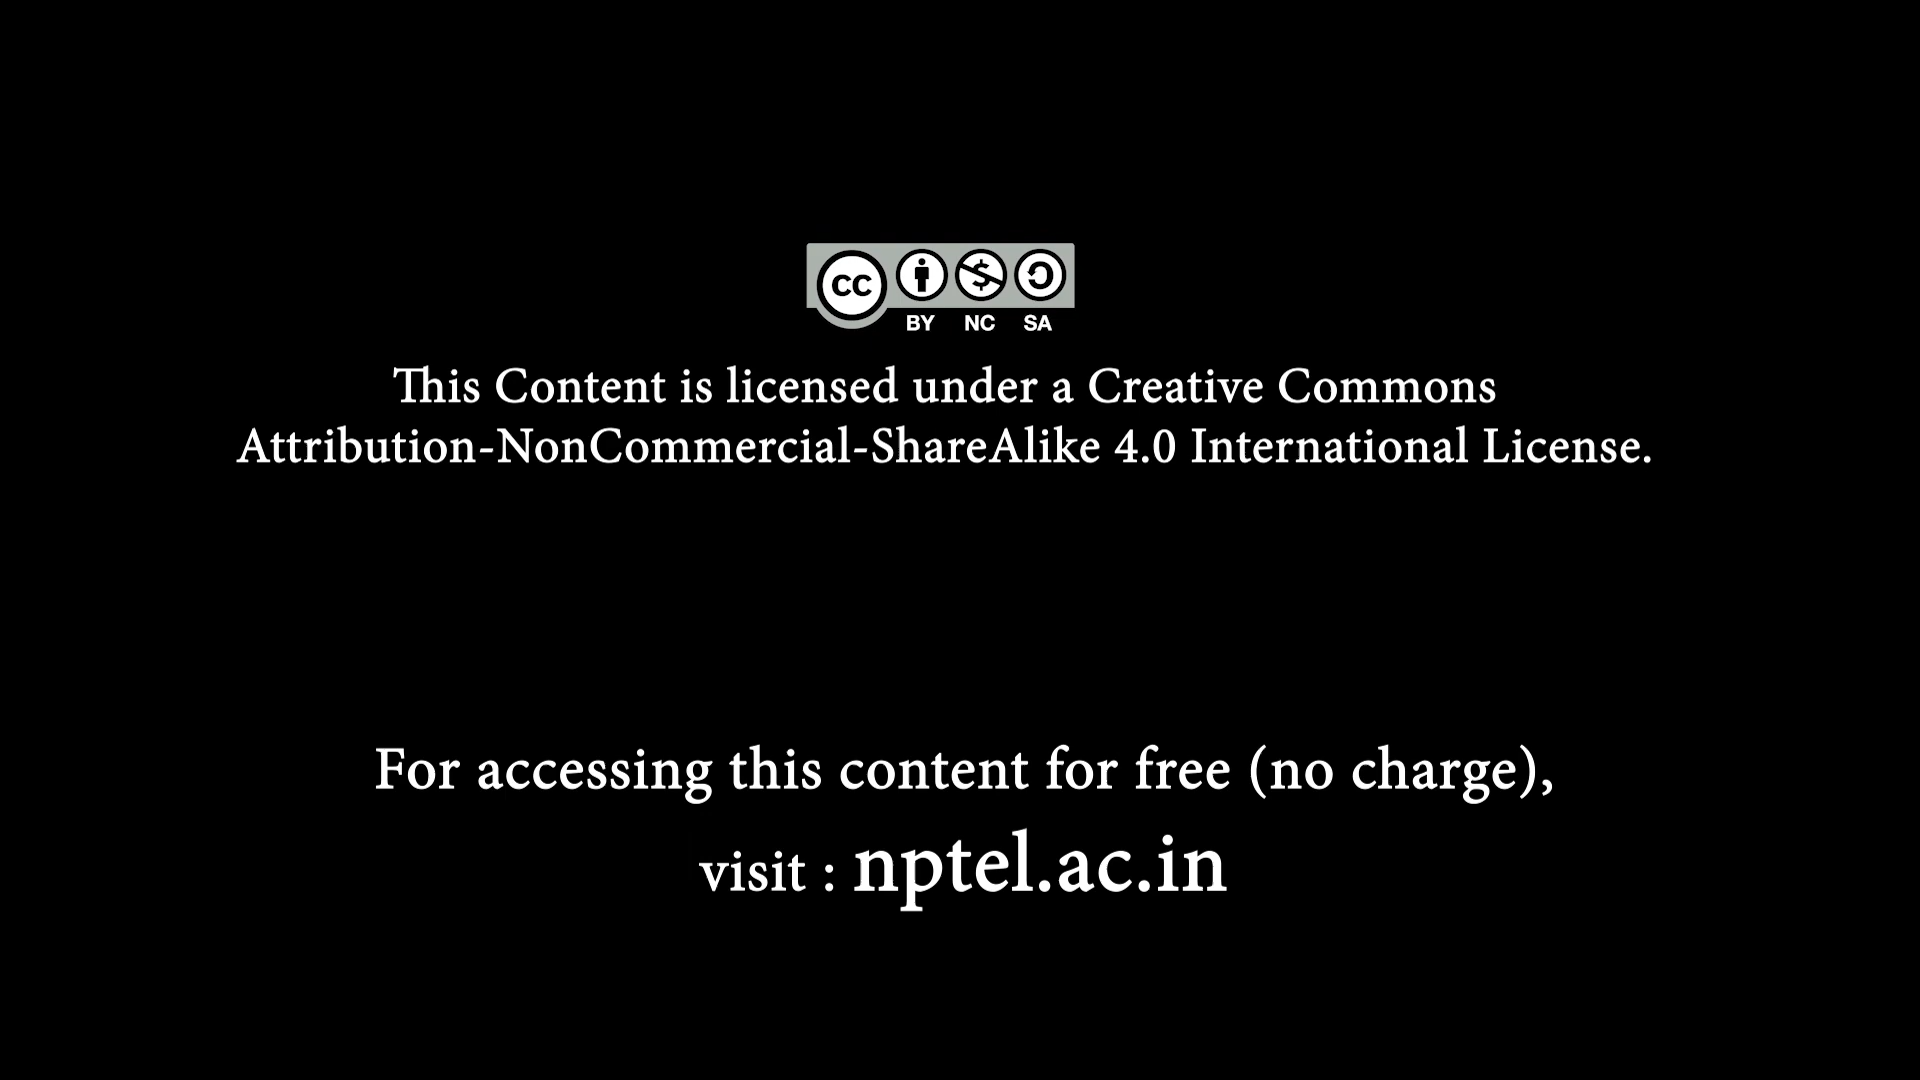 CC BY NC SA
This Content is licensed under a Creative Commons
Attribution-NonCommercial-ShareAlike 4.0 International License.
For accessing this content for free (no charge),
visit : nptel.ac.in